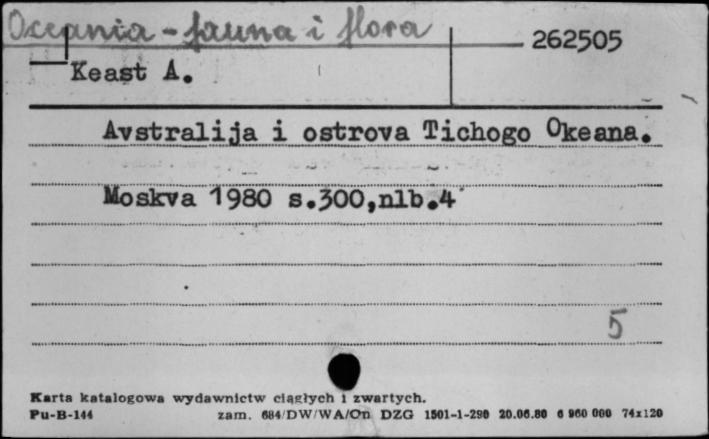 Oceania - fauna i flora
262505
Keast A.
Avstralija i ostrova Tichogo Okeana.
Moskva 1980 s.300,nlb.4
5
Karta katalogowa wydawnictw ciągłych i zwartych.
Pu-B-144 zam. 684/DW/WA/On DZG 1501-1-290 20.06.80 6 960 000 74x120